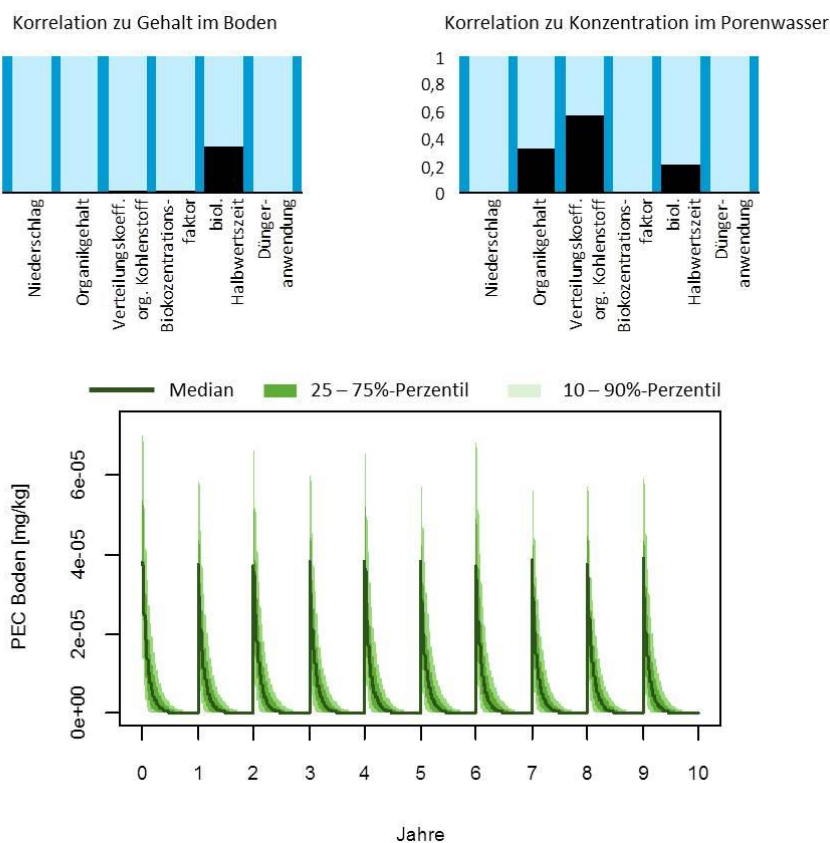 Korrelation zu Gehalt im Boden
Korrelation zu Konzentration im Porenwasser
1
0,8
0,6
0,4
0,2
0
Niederschlag
Organikgehalt
Verteilungskoeff.
org. Kohlenstoff
Biokozentrations-
faktor
biol.
Halbwertszeit
Dünger-
anwendung
Niederschlag
Organikgehalt
Verteilungskoeff.
org. Kohlenstoff
Biokozentrations-
faktor
biol.
Halbwertszeit
Dünger-
anwendung
Median
25 – 75%-Perzentil
10 – 90%-Perzentil
PEC Boden [mg/kg]
6e-05
4e-05
2e-05
0e+00
0 1 2 3 4 5 6 7 8 9 10
Jahre